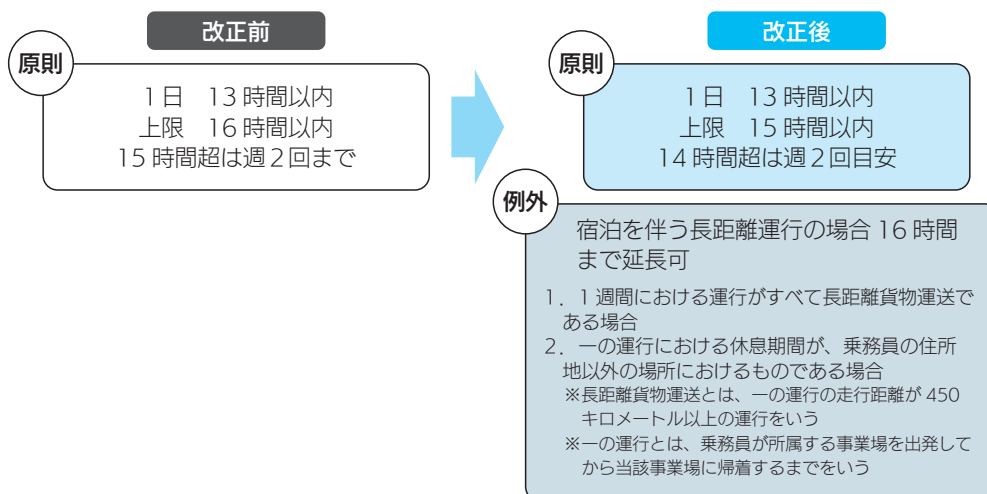 改正前
原則
1日　13時間以内
上限　16時間以内
15時間超は週2回まで
改正後
原則
1日　13時間以内
上限　15時間以内
14時間超は週2回目安
例外
宿泊を伴う長距離運行の場合 16 時間
まで延長可
1．1週間における運行がすべて長距離貨物運送で
ある場合
2．一の運行における休息期間が、乗務員の住所
地以外の場所におけるものである場合
※長距離貨物運送とは、一の運行の走行距離が 450
キロメートル以上の運行をいう
※一の運行とは、乗務員が所属する事業場を出発して
から当該事業場に帰着するまでをいう